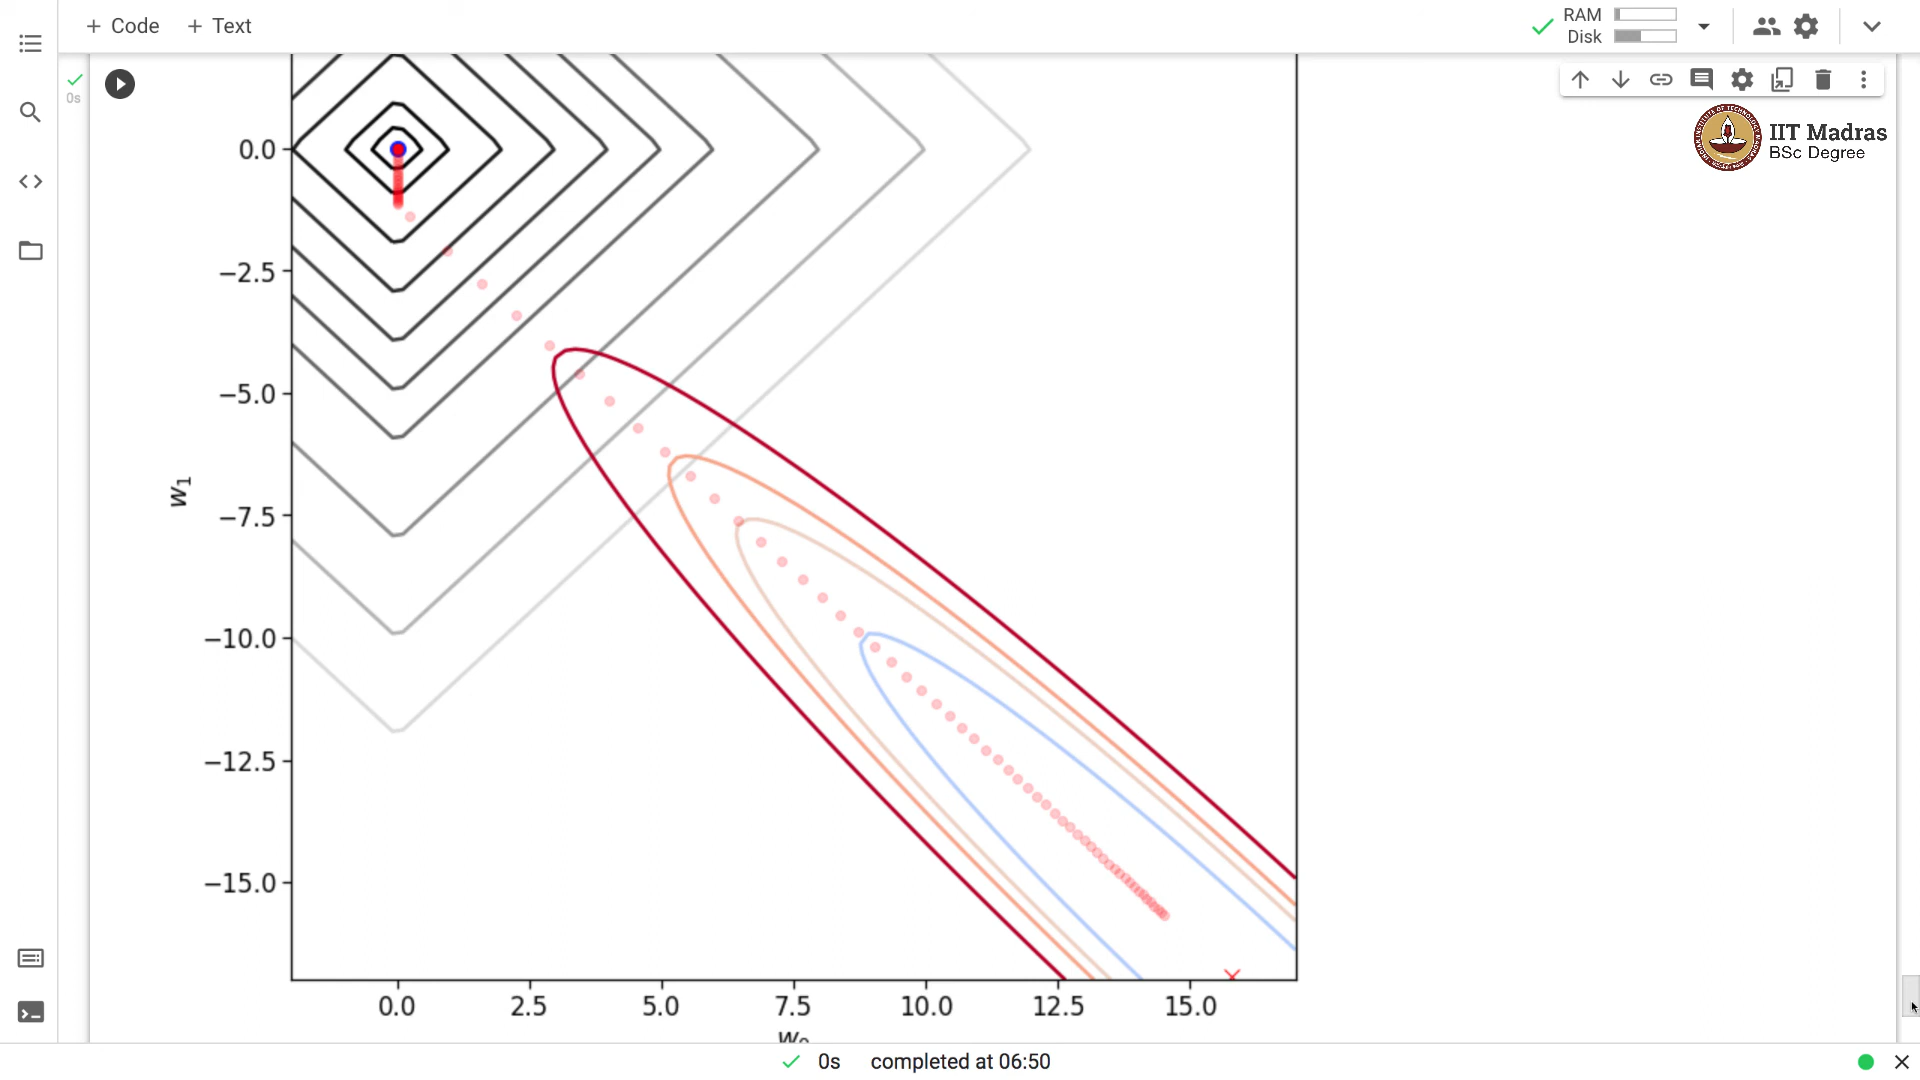 + Code + Text
RAM
Disk
0s
IIT Madras
BSc Degree
0.0
−2.5
−5.0
−7.5
−10.0
−12.5
−15.0
w1
0.0 2.5 5.0 7.5 10.0 12.5 15.0
0s completed at 06:50